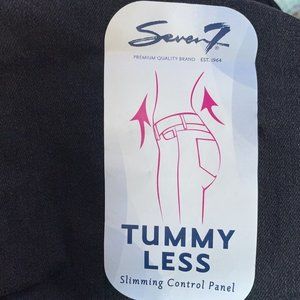 Seven7
PREMIUM QUALITY BRAND EST. 1964
TUMMY
LESS
Slimming Control Panel